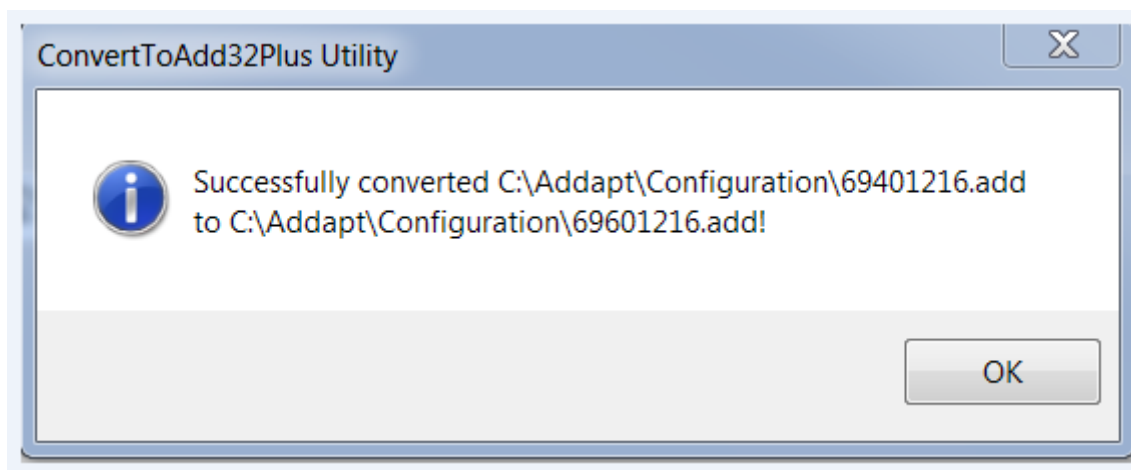 ConvertToAdd32Plus Utility
Successfully converted C:\Addapt\Configuration\69401216.add
to C:\Addapt\Configuration\69601216.add!
OK